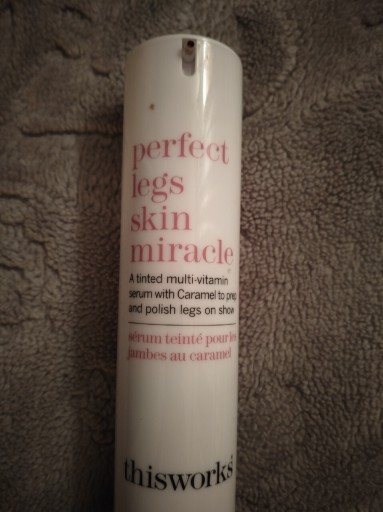 perfect
legs
skin
miracle
A tinted multi-vitamin
serum with Caramel to prep
and polish legs on show
sérum teinté pour les
jambes au caramel
thisworks